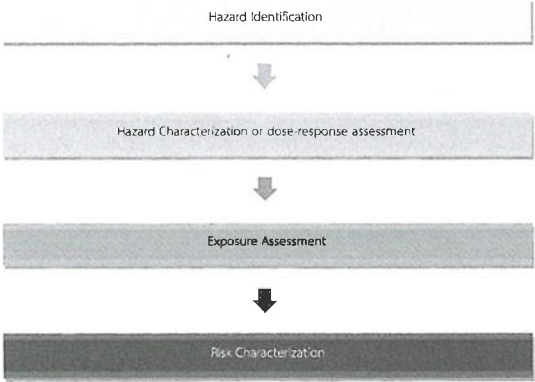 Hazard Identification
Hazard Characterization or dose-response assessment
Exposure Assessment
Risk Characterization